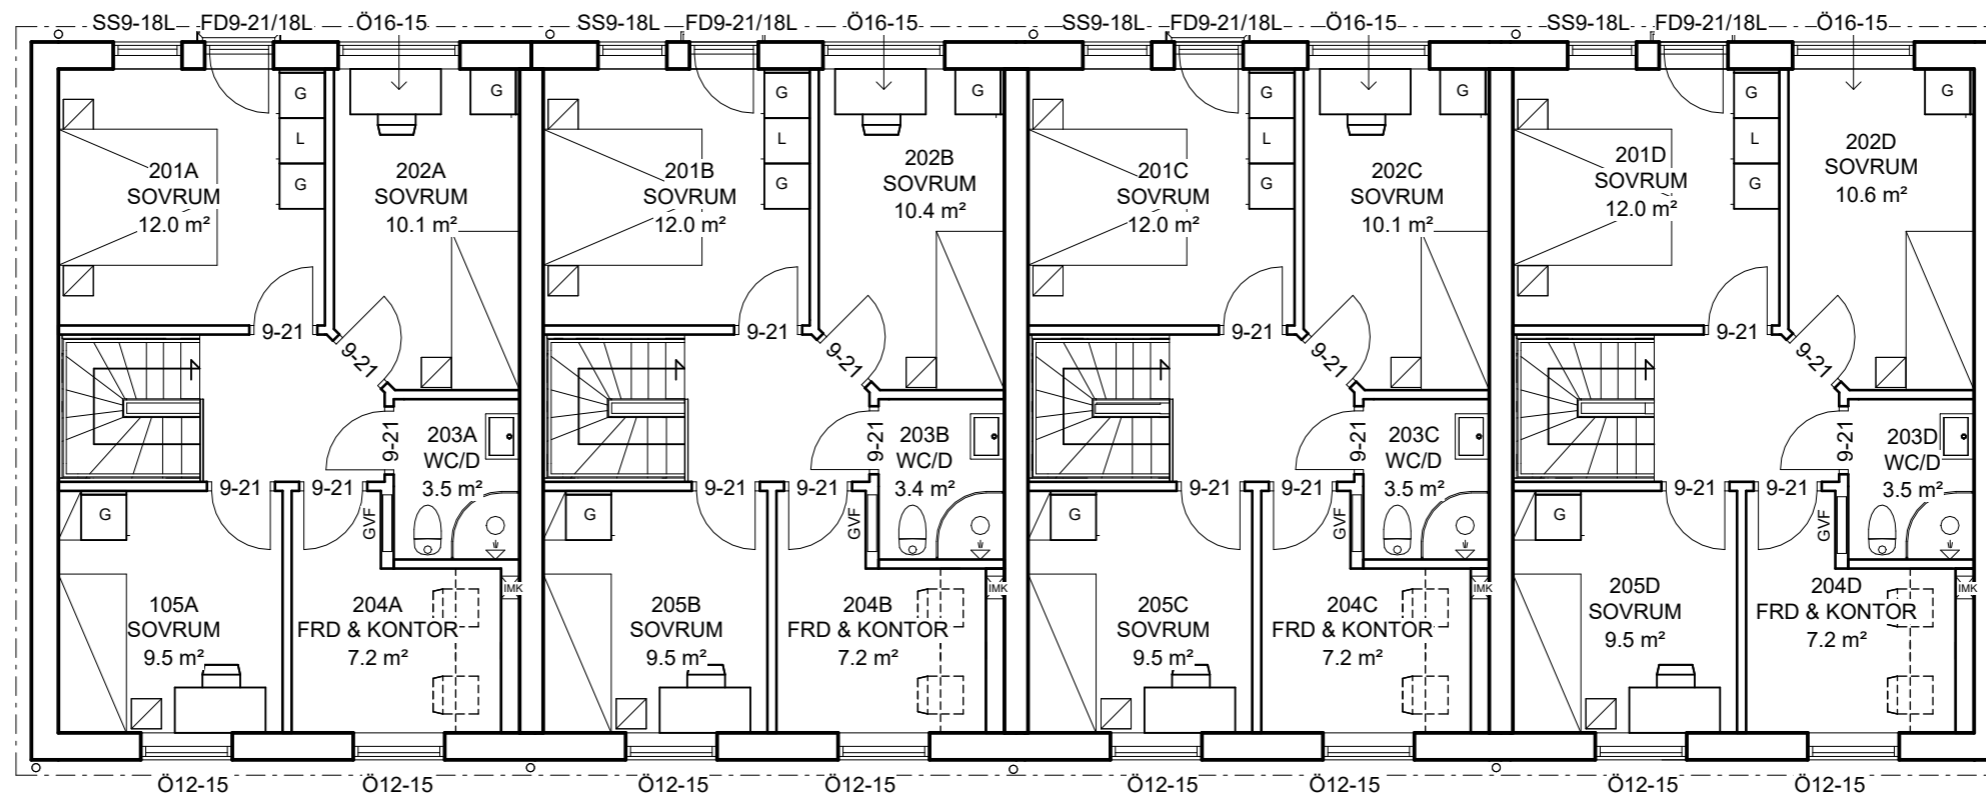 SS9-18L FD9-21/18L Ö16-15 SS9-18L FD9-21/18L Ö16-15 SS9-18L FD9-21/18L Ö16-15 SS9-18L FD9-21/18L Ö16-15
G
L
G
G
G
L
G
G
G
L
G
G
G
L
G
G
201A
SOVRUM
12.0 m²
202A
SOVRUM
10.1 m²
201B
SOVRUM
12.0 m²
202B
SOVRUM
10.4 m²
201C
SOVRUM
12.0 m²
202C
SOVRUM
10.1 m²
201D
SOVRUM
12.0 m²
202D
SOVRUM
10.6 m²
9-21
9-21
9-21
9-21
9-21
9-21
9-21
9-21
9-21
203A
WC/D
3.5 m²
9-21
203B
WC/D
3.4 m²
9-21
203C
WC/D
3.5 m²
9-21
203D
WC/D
3.5 m²
9-21 9-21 9-21 9-21 9-21 9-21 9-21 9-21
G
GVF
G
GVF
G
GVF
G
GVF
IMK
IMK
IMK
IMK
105A
SOVRUM
9.5 m²
204A
FRD & KONTOR
7.2 m²
205B
SOVRUM
9.5 m²
204B
FRD & KONTOR
7.2 m²
205C
SOVRUM
9.5 m²
204C
FRD & KONTOR
7.2 m²
205D
SOVRUM
9.5 m²
204D
FRD & KONTOR
7.2 m²
Ö12-15 Ö12-15 Ö12-15 Ö12-15 Ö12-15 Ö12-15 Ö12-15 Ö12-15